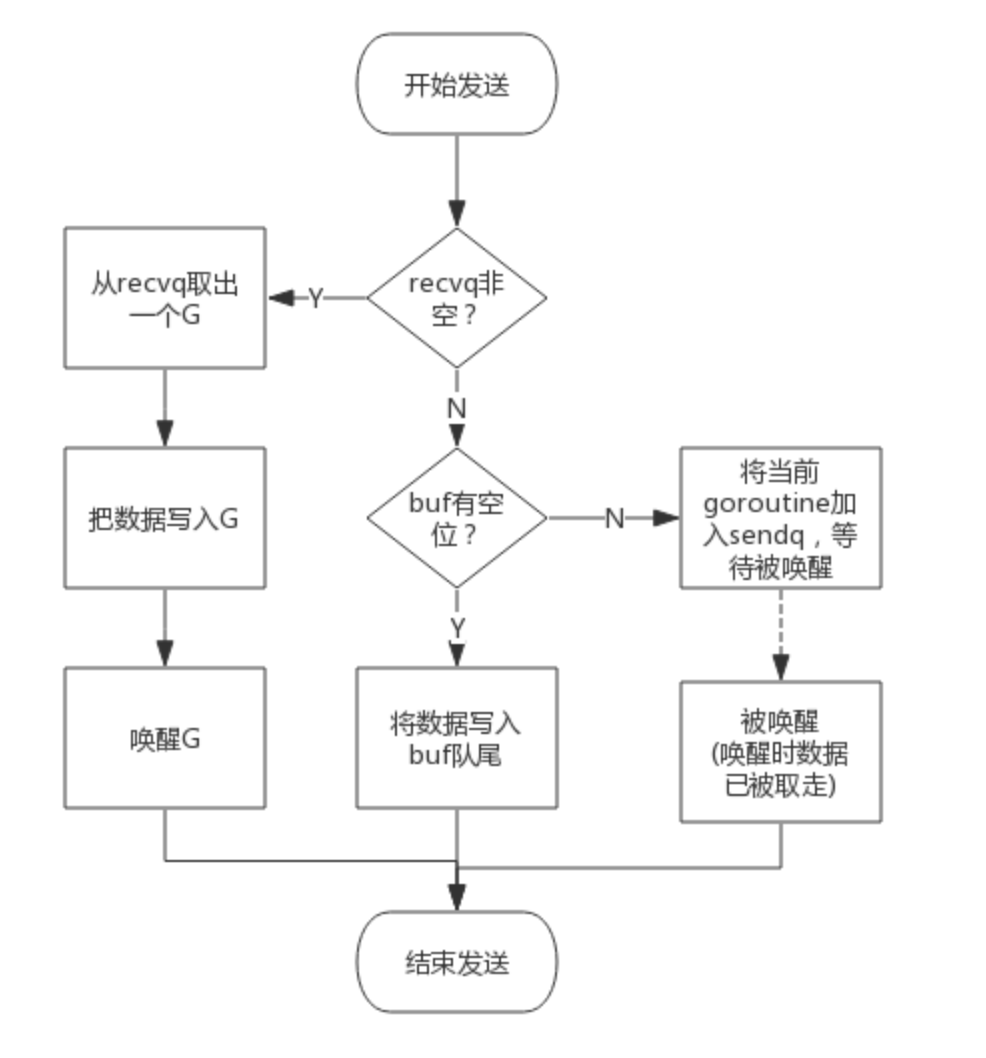 开始发送
recvq非
空？
Y
从recvq取出
一个G
N
把数据写入G
buf有空
位？
N
将当前
goroutine加
入sendq，等
待被唤醒
Y
唤醒G
将数据写入
buf队尾
被唤醒
(唤醒时数据
已被取走)
结束发送